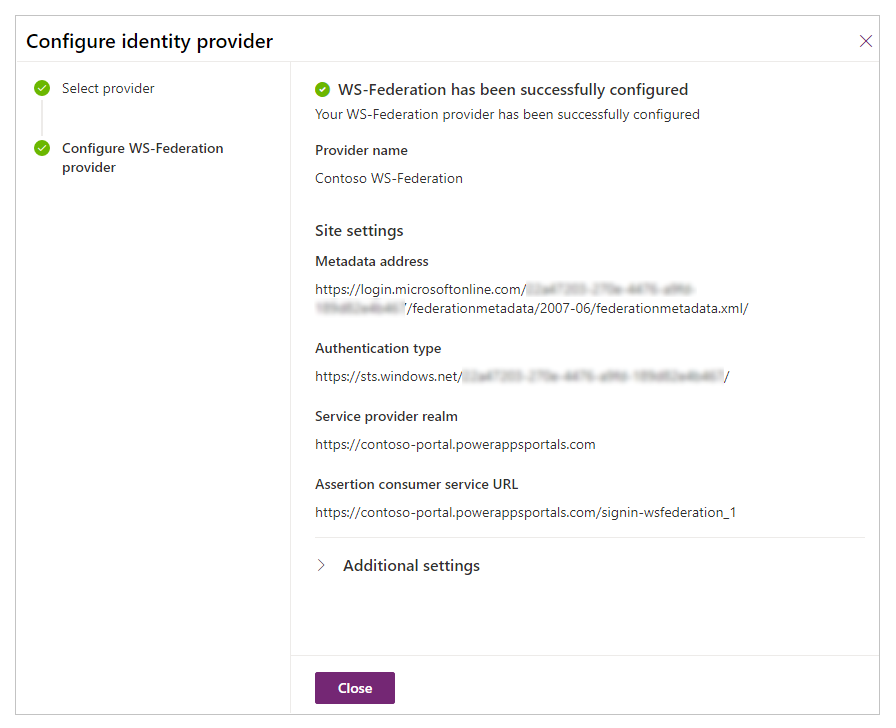 Configure identity provider
Select provider
Configure WS-Federation
provider
WS-Federation has been successfully configured
Your WS-Federation provider has been successfully configured
Provider name
Contoso WS-Federation
Site settings
Metadata address
https://login.microsoftonline.com/
/federationmetadata/2007-06/federationmetadata.xml/
Authentication type
https://sts.windows.net/ /
Service provider realm
https://contoso-portal.powerappsportals.com
Assertion consumer service URL
https://contoso-portal.powerappsportals.com/signin-wsfederation_1
Additional settings
Close